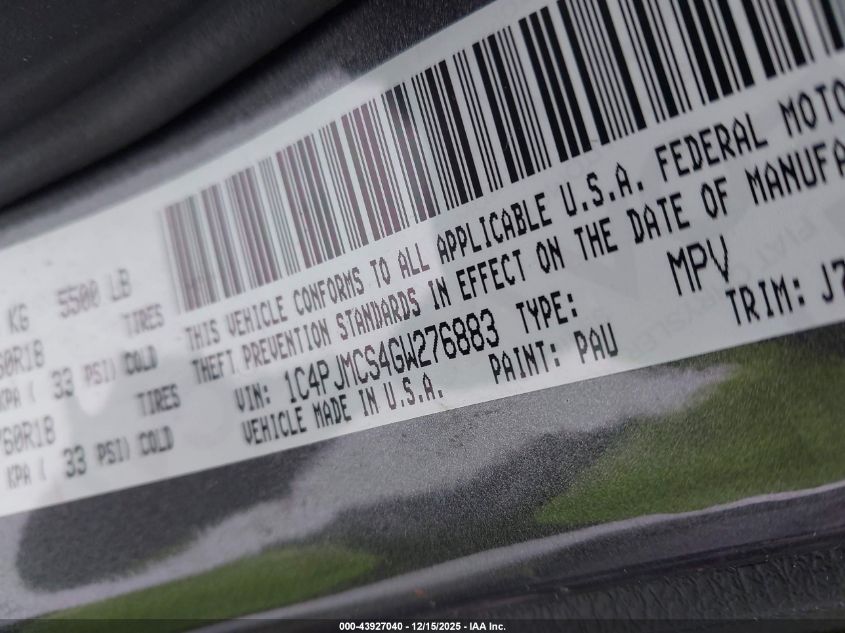 KG 5500 LB
60R18 TIRES
KPA ( 33 PSI) COLD
60R18 TIRES
KPA ( 33 PSI) COLD
THIS VEHICLE CONFORMS TO ALL APPLICABLE U.S.A. FEDERAL MOTO
THEFT PREVENTION STANDARDS IN EFFECT ON THE DATE OF MANUFA
VIN: 1C4PJMCS4GW276883 TYPE: MPV
VEHICLE MADE IN U.S.A. PAINT: PAU TRIM: J7
000-43927040 - 12/15/2025 - IAA Inc.